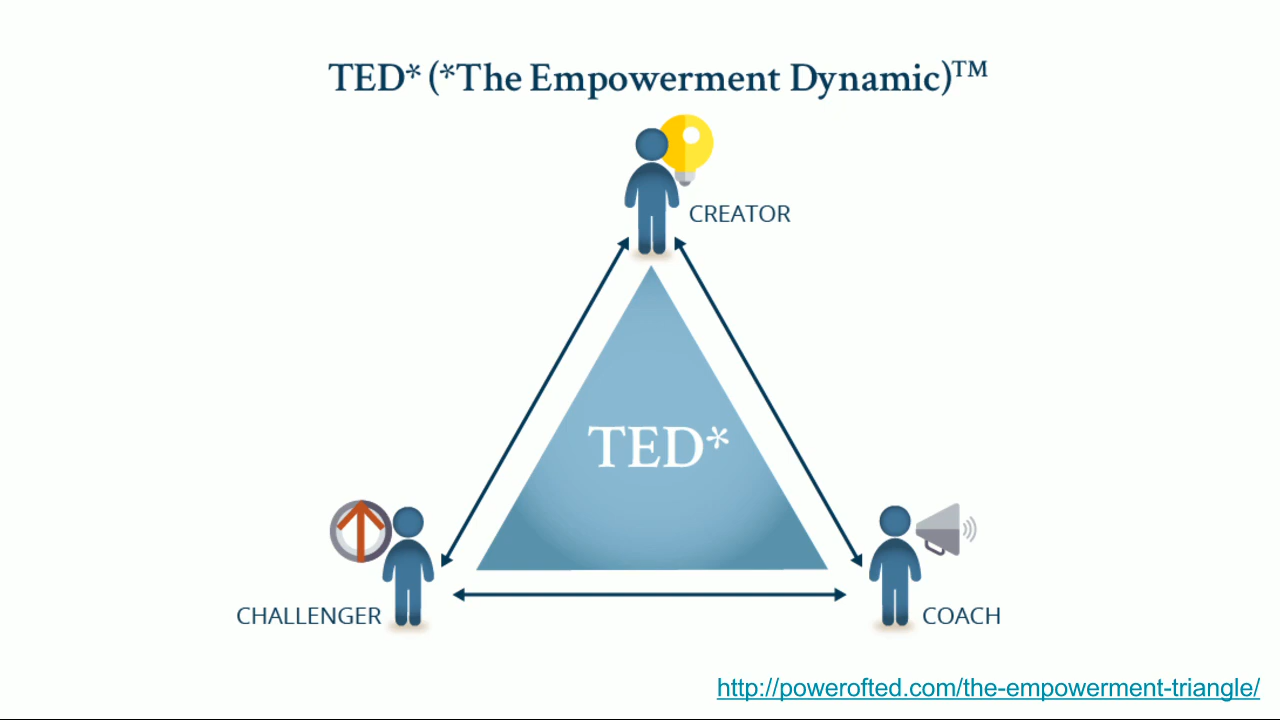 TED* (*The Empowerment Dynamic)™
CREATOR
TED*
CHALLENGER
COACH
http://powerofted.com/the-empowerment-triangle/